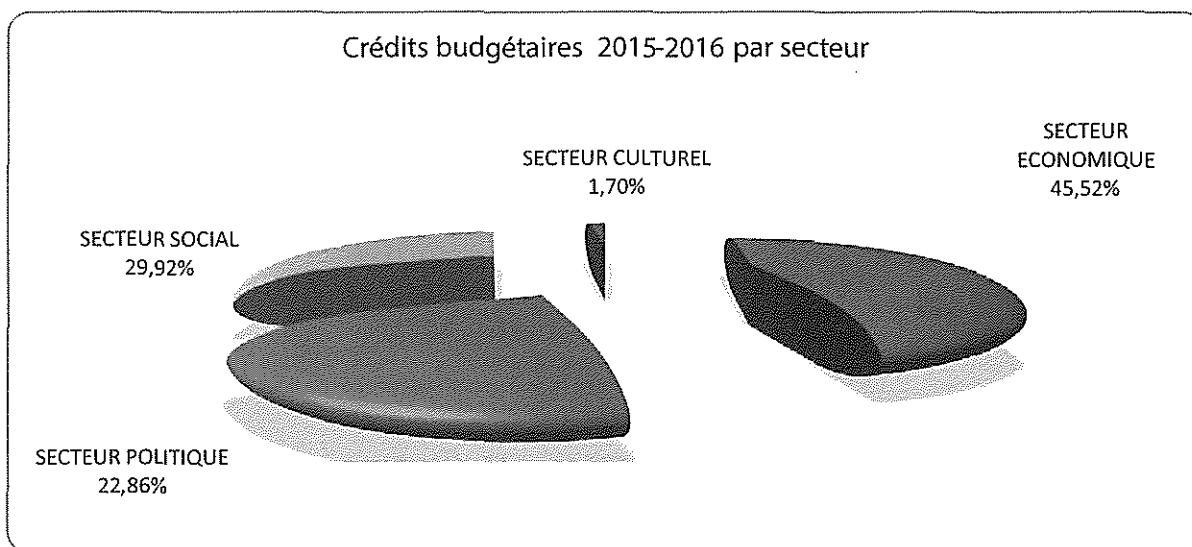 Crédits budgétaires 2015-2016 par secteur
SECTEUR CULTUREL
1,70%
SECTEUR
ECONOMIQUE
45,52%
SECTEUR SOCIAL
29,92%
SECTEUR POLITIQUE
22,86%